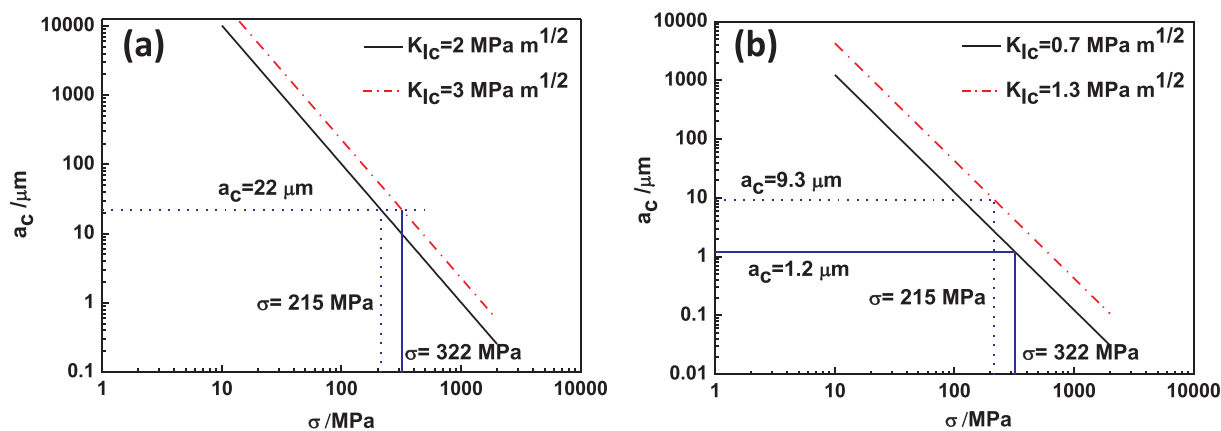 (a)
K_Ic=2 MPa m^1/2
K_Ic=3 MPa m^1/2
10000
1000
100
10
1
0.1
a_c /μm
a_c=22 μm
σ= 215 MPa
σ= 322 MPa
1
10
100
1000
10000
σ /MPa
(b)
K_Ic=0.7 MPa m^1/2
K_Ic=1.3 MPa m^1/2
10000
1000
100
10
1
0.1
0.01
a_c /μm
a_c=9.3 μm
a_c=1.2 μm
σ= 215 MPa
σ= 322 MPa
1
10
100
1000
10000
σ /MPa